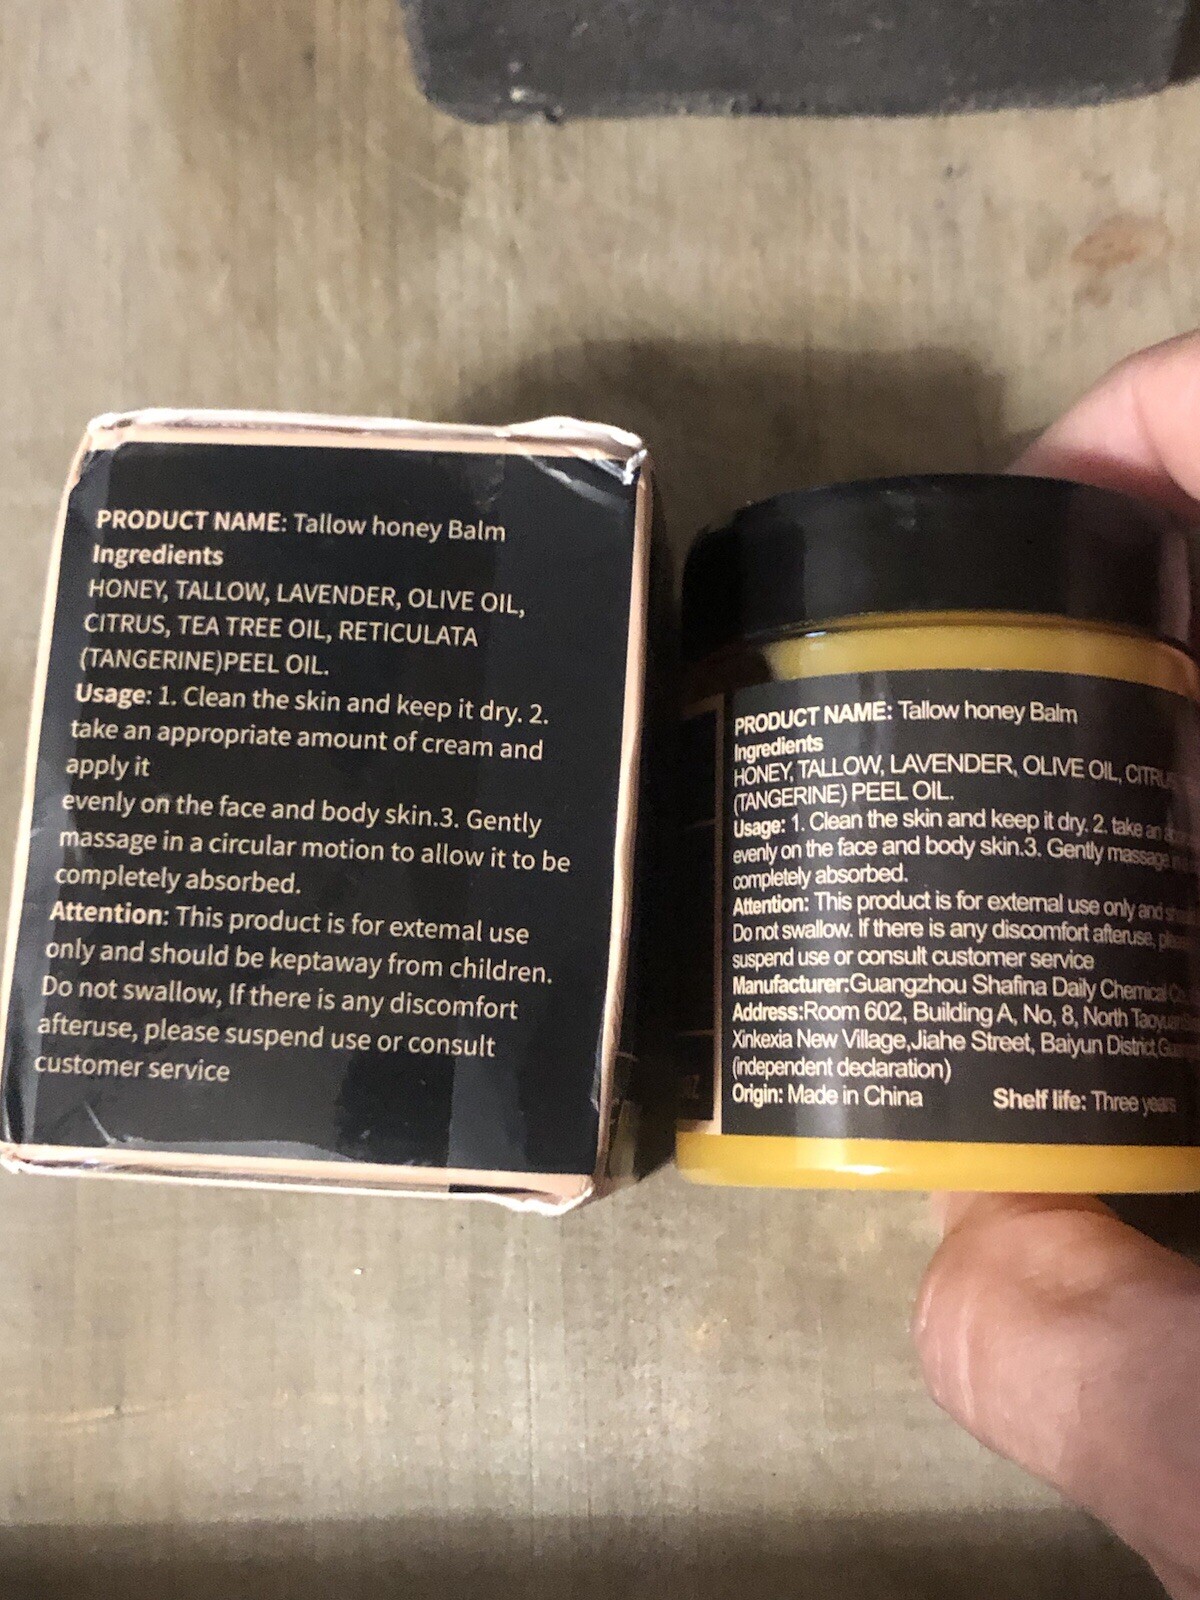 PRODUCT NAME: Tallow honey Balm
Ingredients
HONEY, TALLOW, LAVENDER, OLIVE OIL,
CITRUS, TEA TREE OIL, RETICULATA
(TANGERINE)PEEL OIL.
Usage: 1. Clean the skin and keep it dry. 2.
take an appropriate amount of cream and
apply it
evenly on the face and body skin.3. Gently
massage in a circular motion to allow it to be
completely absorbed.
Attention: This product is for extemal use
only and should be keptaway from children.
Do not swallow, lf there is any discomfort
afteruse, please suspend use or consult
customer service
PRODUCT NAME: Tallow honey Balm
Ingredients
HONEY, TALLOW, LAVENDER, OLIVE OIL,
(TANGERINE) PEEL OIL.
Usage: 1. Clean the skin and keep it dry. 2. take an
evenly on the face and body skin.3. Gently massage
completely absorbed.
Attention: This product is for extemal use only and
Do not swallow. lf there is any discomfort afteruse,
suspend use or consult customer service
Manufacturer:Guangzhou Shafina Daily Chemical
Address:Room 602, Building A, No, 8, North
Xinkexia New Village,Jiahe Street, Baiyun District,
(independent declaration)
Origin: Made in China Shelf life: Three years